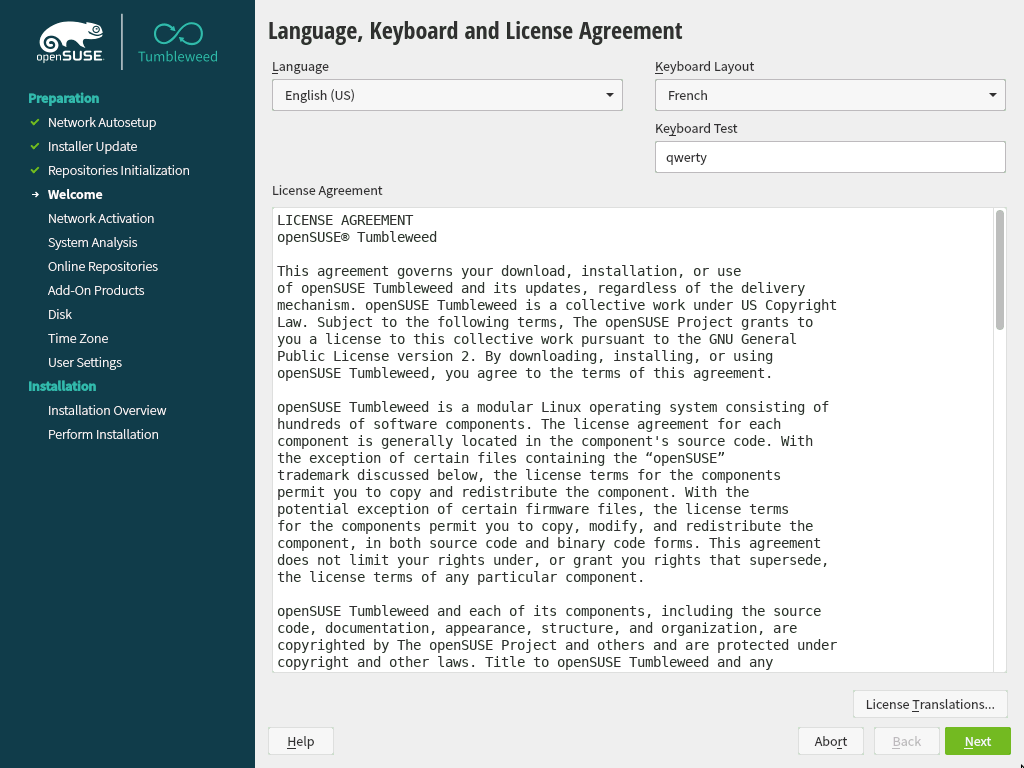 openSUSE
Tumbleweed
Preparation
Network Autosetup
Installer Update
Repositories Initialization
Welcome
Network Activation
System Analysis
Online Repositories
Add-On Products
Disk
Time Zone
User Settings
Installation
Installation Overview
Perform Installation
Language, Keyboard and License Agreement
Language
English (US)
Keyboard Layout
French
Keyboard Test
qwerty
License Agreement
LICENSE AGREEMENT
openSUSE® Tumbleweed
This agreement governs your download, installation, or use
of openSUSE Tumbleweed and its updates, regardless of the delivery
mechanism. openSUSE Tumbleweed is a collective work under US Copyright
Law. Subject to the following terms, The openSUSE Project grants to
you a license to this collective work pursuant to the GNU General
Public License version 2. By downloading, installing, or using
openSUSE Tumbleweed, you agree to the terms of this agreement.
openSUSE Tumbleweed is a modular Linux operating system consisting of
hundreds of software components. The license agreement for each
component is generally located in the component's source code. With
the exception of certain files containing the “openSUSE”
trademark discussed below, the license terms for the components
permit you to copy and redistribute the component. With the
potential exception of certain firmware files, the license terms
for the components permit you to copy, modify, and redistribute the
component, in both source code and binary code forms. This agreement
does not limit your rights under, or grant you rights that supersede,
the license terms of any particular component.
openSUSE Tumbleweed and each of its components, including the source
code, documentation, appearance, structure, and organization, are
copyrighted by The openSUSE Project and others and are protected under
copyright and other laws. Title to openSUSE Tumbleweed and any
License Translations...
Help
Abort
Back
Next